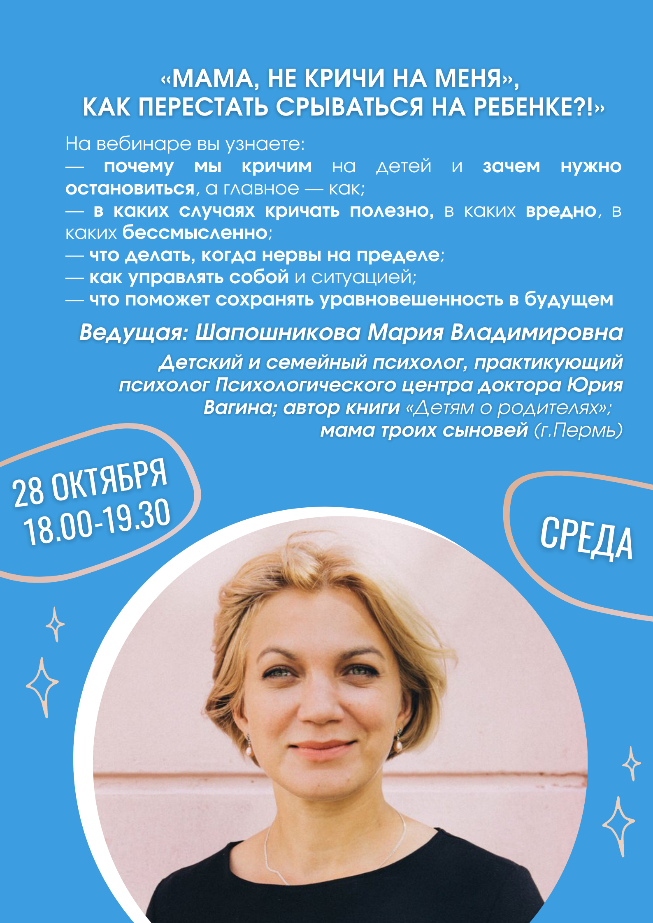 «МАМА, НЕ КРИЧИ НА МЕНЯ»,
КАК ПЕРЕСТАТЬ СРЫВАТЬСЯ НА РЕБЕНКЕ?!»
На вебинаре вы узнаете:
— почему мы кричим на детей и зачем нужно
остановиться, а главное — как;
— в каких случаях кричать полезно, в каких вредно, в
каких бессмысленно;
— что делать, когда нервы на пределе;
— как управлять собой и ситуацией;
— что поможет сохранять уравновешенность в будущем
Ведущая: Шапошникова Мария Владимировна
Детский и семейный психолог, практикующий
психолог Психологического центра доктора Юрия
Вагина; автор книги «Детям о родителях»;
мама троих сыновей (г.Пермь)
28 ОКТЯБРЯ
18.00-19.30
СРЕДА